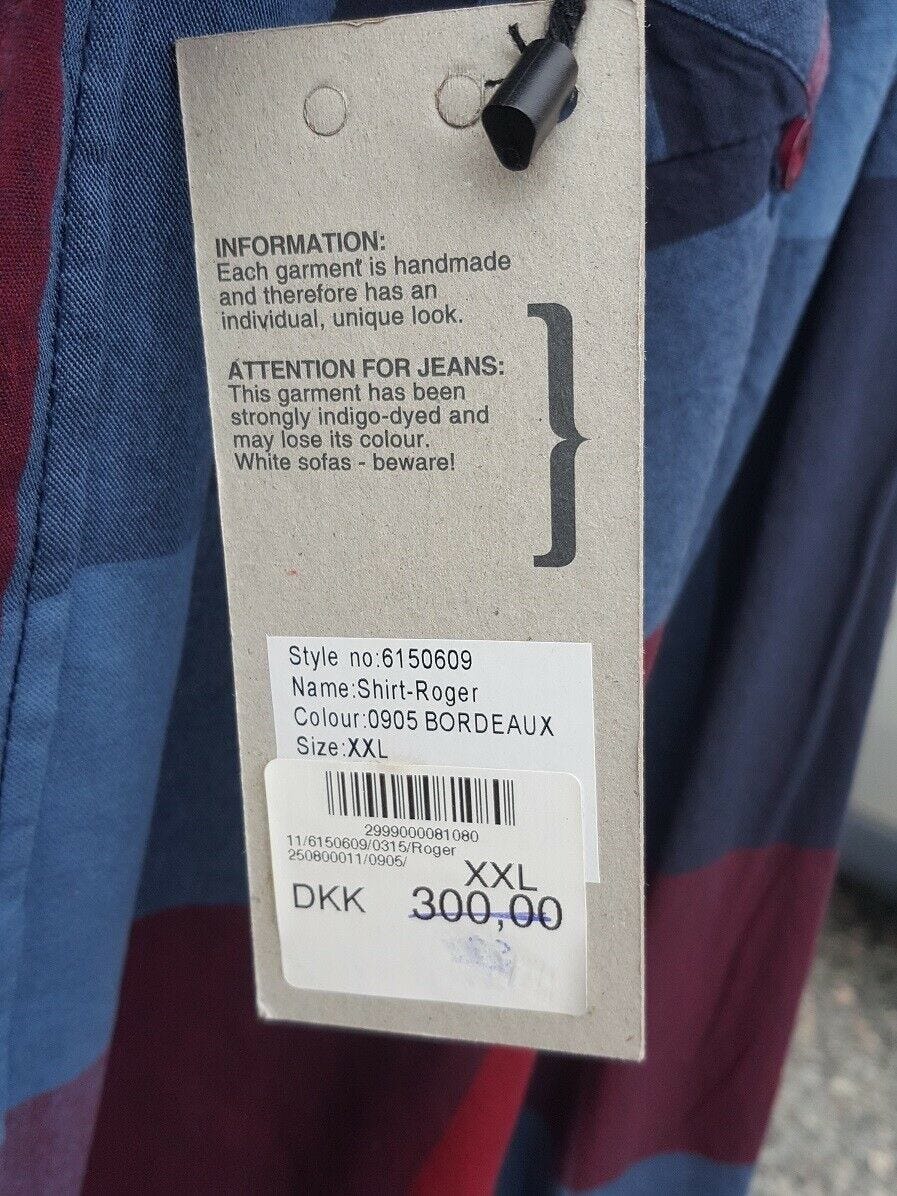 INFORMATION:
Each garment is handmade
and therefore has an
individual, unique look.
ATTENTION FOR JEANS:
This garment has been
strongly indigo-dyed and
may lose its colour.
White sofas - beware!
Style no:6150609
Name:Shirt-Roger
Colour:0905 BORDEAUX
Size:XXL
2999000081080
11/6150609/0315/Roger
250800011/0905/
XXL
DKK 300,00